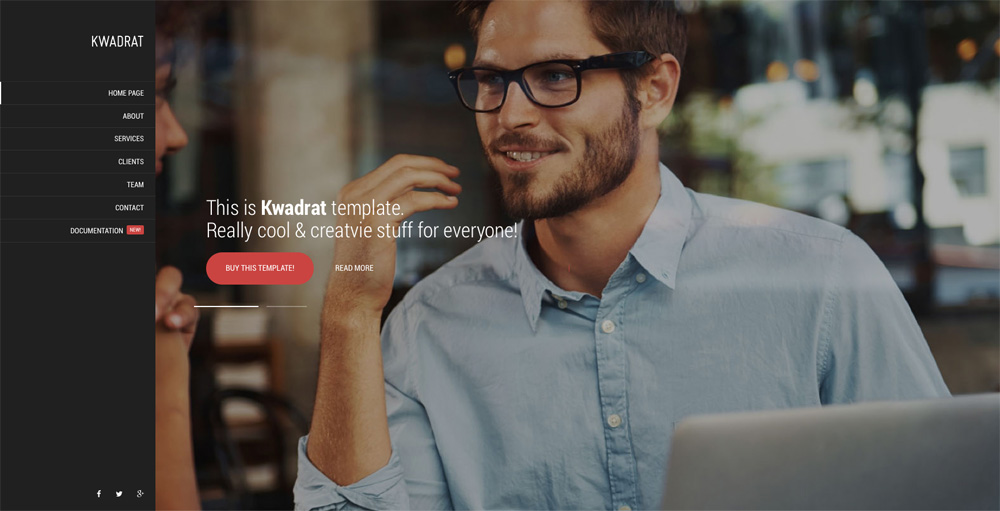 KWADRAT
HOME PAGE
ABOUT
SERVICES
CLIENTS
TEAM
CONTACT
DOCUMENTATION NEW!
This is Kwadrat template.
Really cool & creatvie stuff for everyone!
BUY THIS TEMPLATE! READ MORE